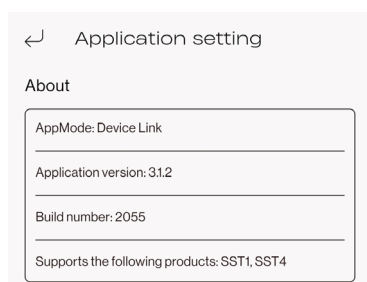 Application setting
About
AppMode: Device Link
Application version: 3.1.2
Build number: 2055
Supports the following products: SST1, SST4